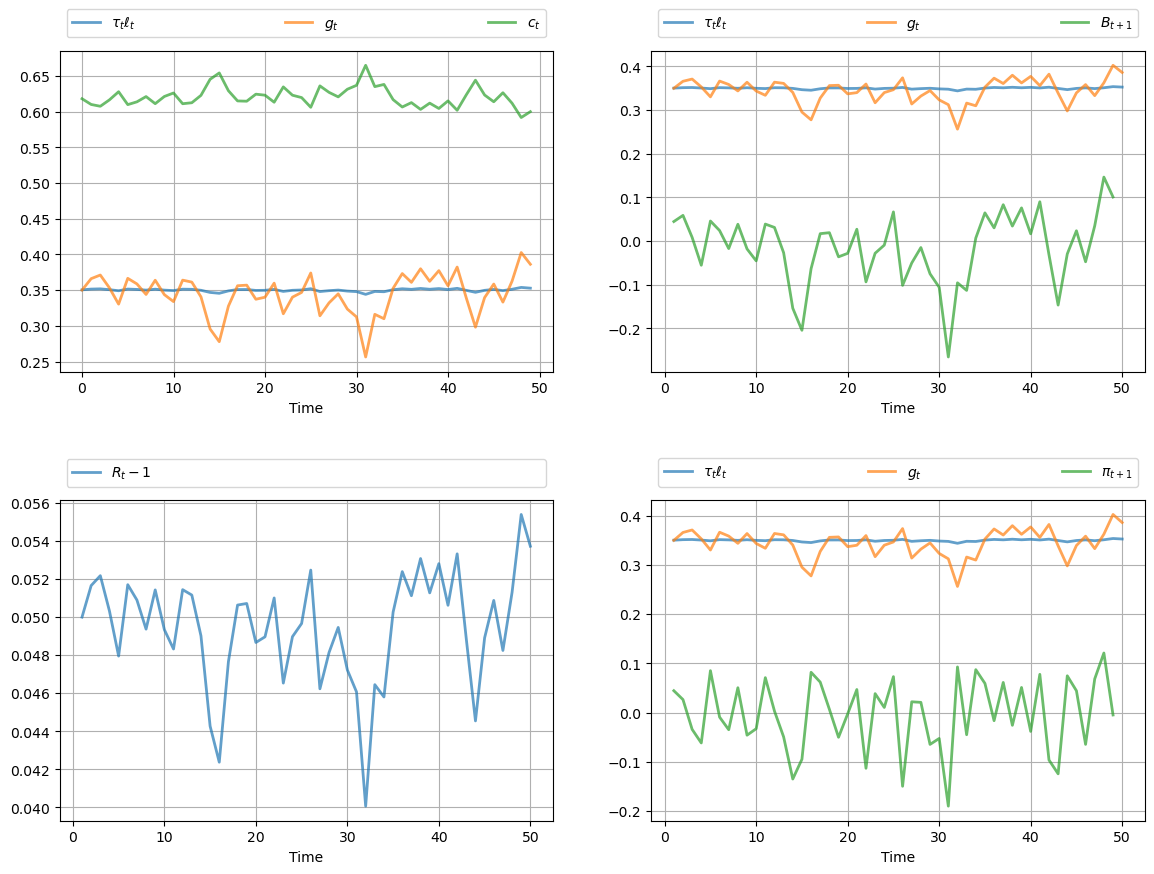 τₜℓₜ gₜ cₜ
0.65
0.60
0.55
0.50
0.45
0.40
0.35
0.30
0.25
0 10 20 30 40 50
Time
τₜℓₜ gₜ Bₜ₊₁
0.4
0.3
0.2
0.1
0.0
−0.1
−0.2
0 10 20 30 40 50
Time
Rₜ − 1
0.056
0.054
0.052
0.050
0.048
0.046
0.044
0.042
0.040
0 10 20 30 40 50
Time
τₜℓₜ gₜ πₜ₊₁
0.4
0.3
0.2
0.1
0.0
−0.1
−0.2
0 10 20 30 40 50
Time